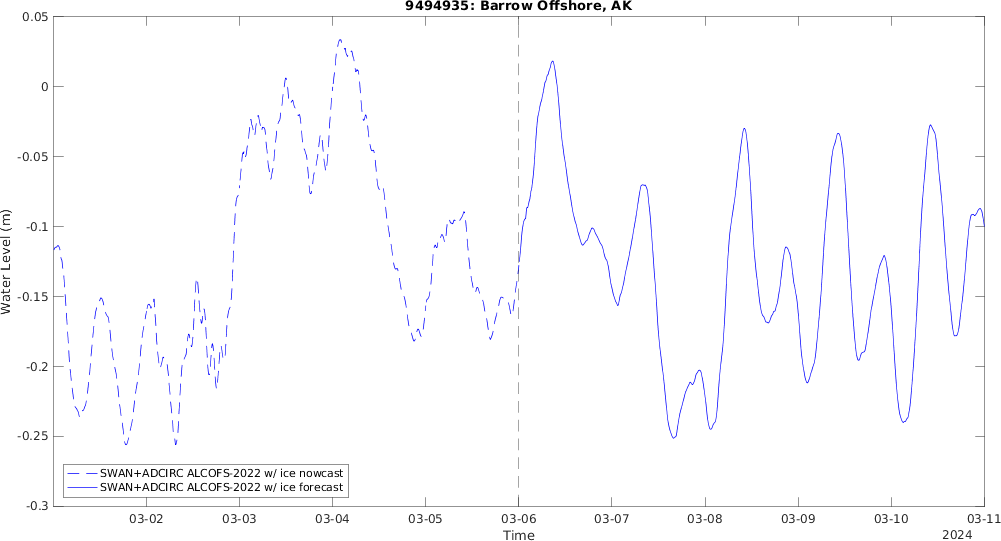 9494935: Barrow Offshore, AK
0.05
0
-0.05
-0.1
-0.15
-0.2
-0.25
-0.3
Water Level (m)
SWAN+ADCIRC ALCOFS-2022 w/ ice nowcast
SWAN+ADCIRC ALCOFS-2022 w/ ice forecast
03-02 03-03 03-04 03-05 03-06 03-07 03-08 03-09 03-10 03-11
Time
2024